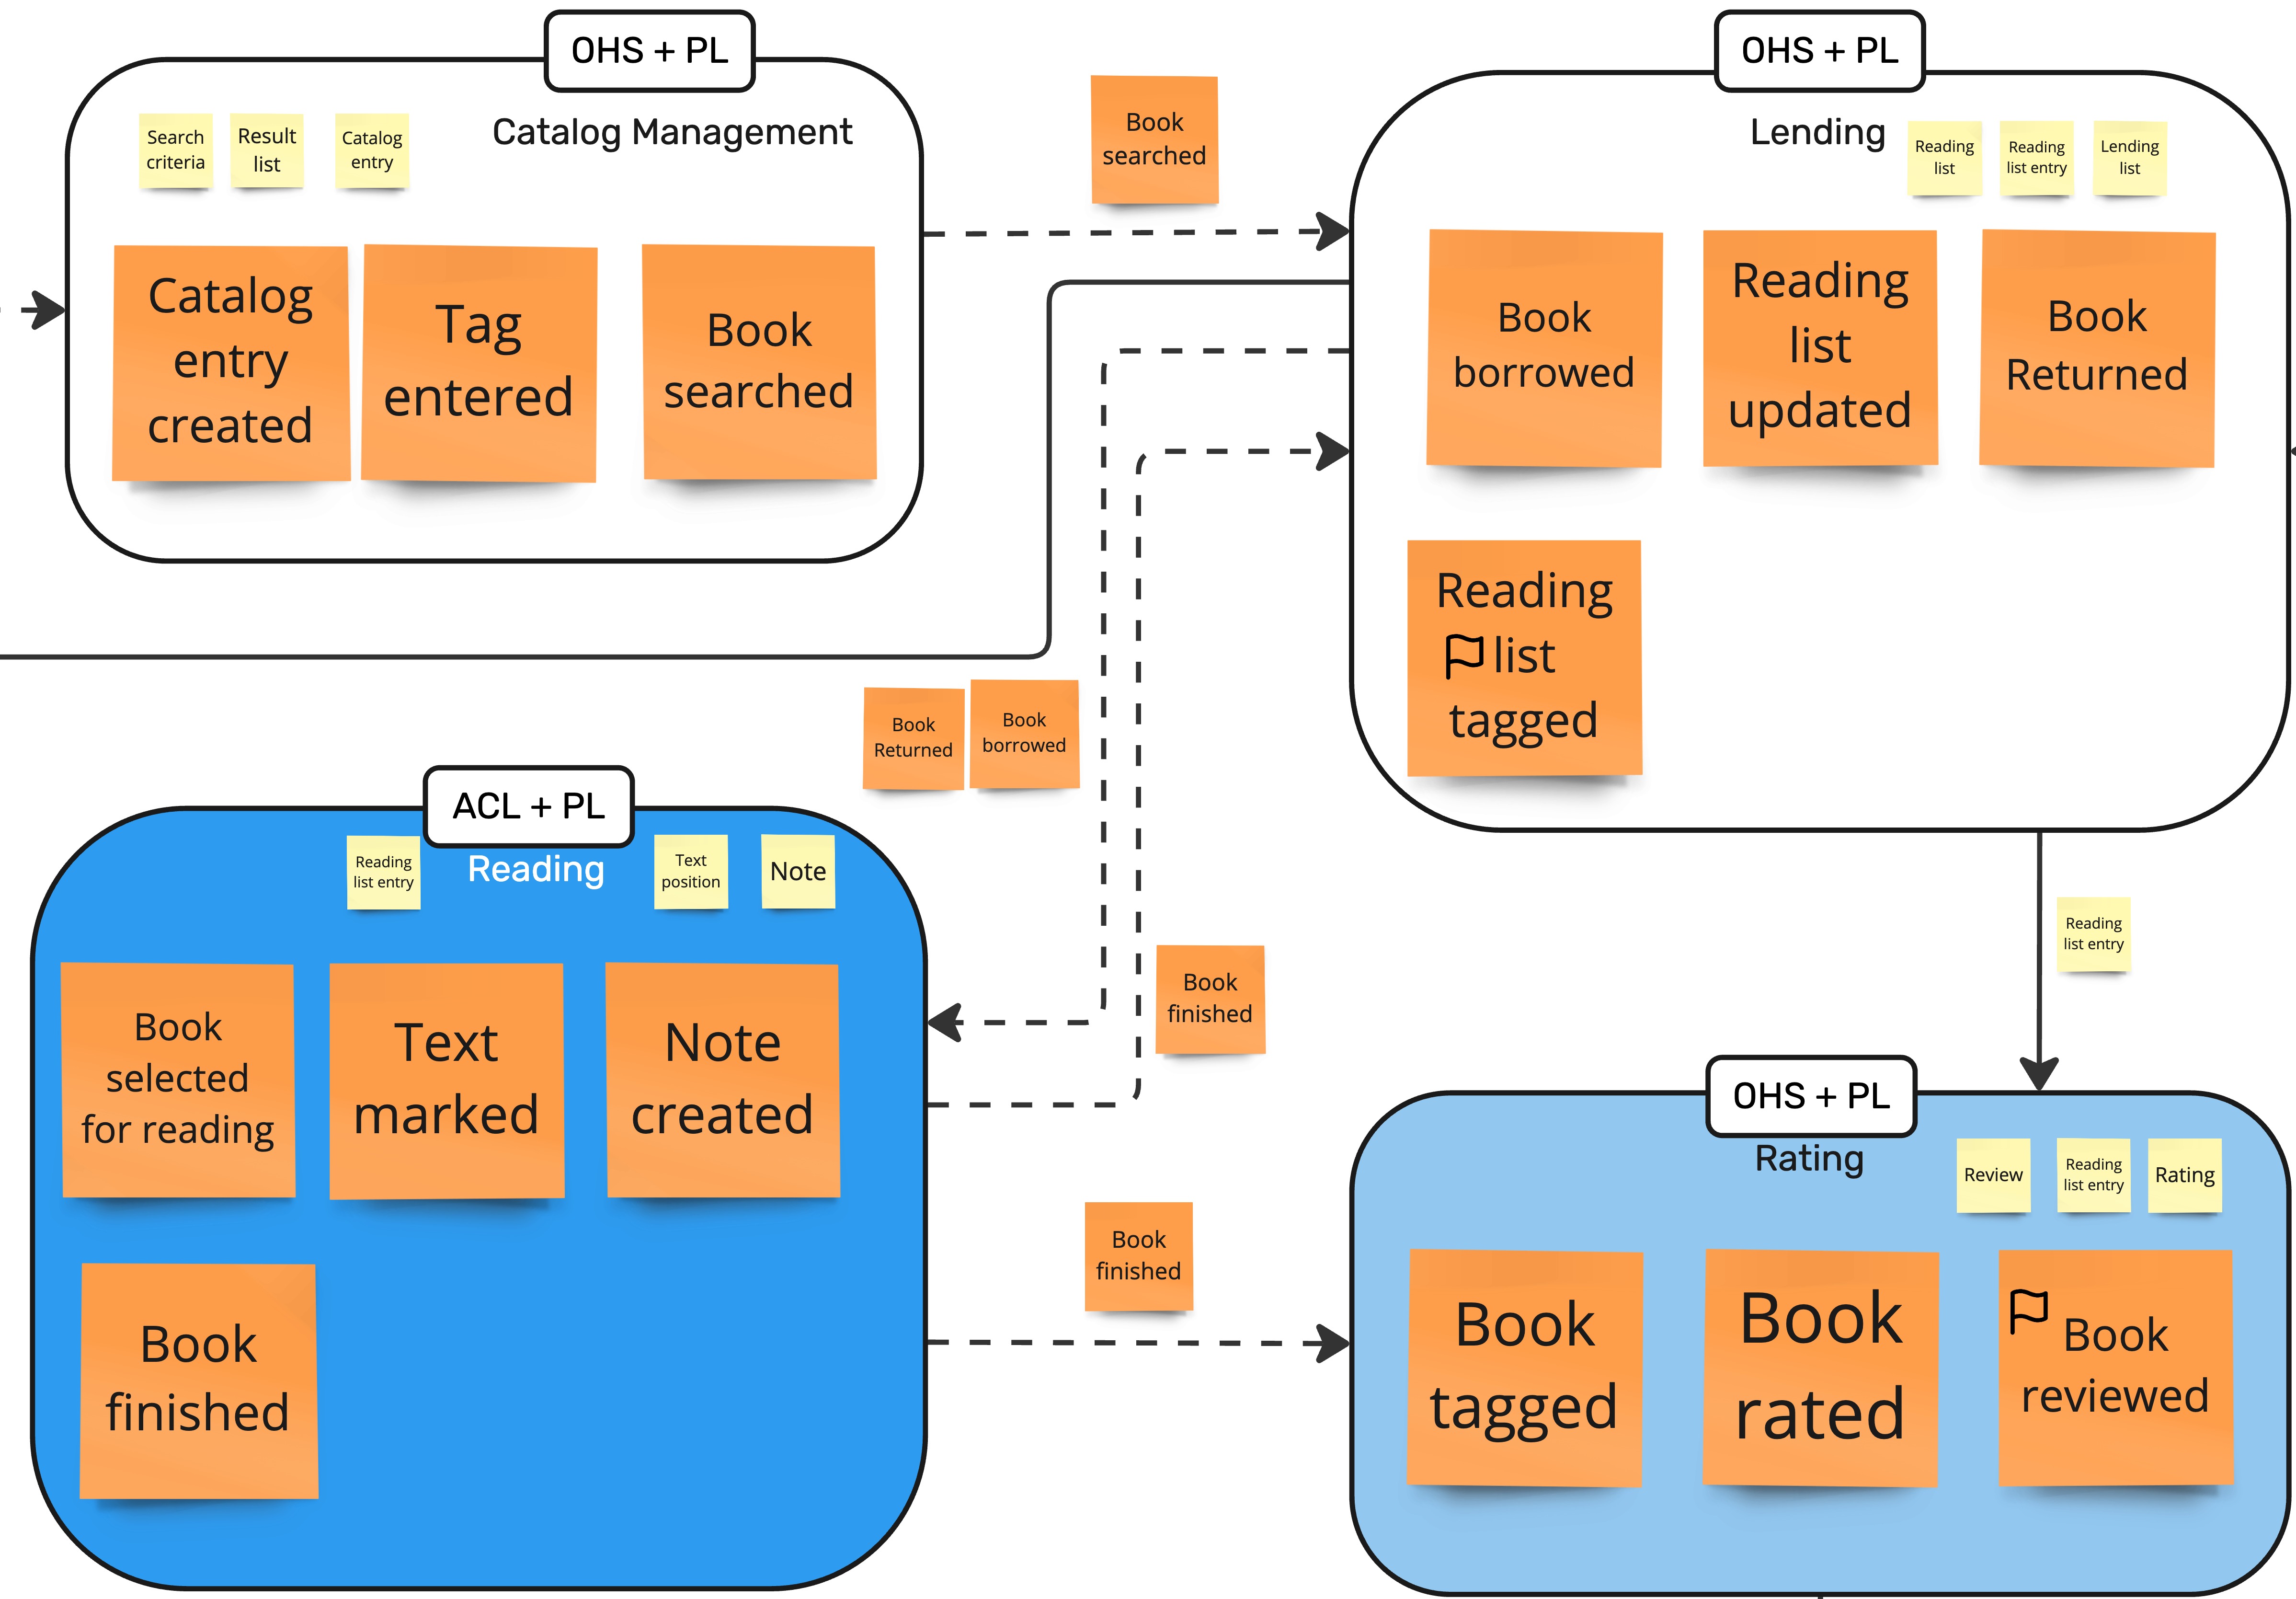 OHS + PL
Catalog Management
Search
criteria
Result
list
Catalog
entry
Catalog
entry
created
Tag
entered
Book
searched
Book
searched
OHS + PL
Lending
Reading
list
Reading
list entry
Lending
list
Book
borrowed
Reading
list
updated
Book
Returned
Reading
list
tagged
Book
Returned
Book
borrowed
ACL + PL
Reading
Reading
list entry
Text
position
Note
Book
selected
for reading
Text
marked
Note
created
Book
finished
Book
finished
Book
finished
Reading
list entry
OHS + PL
Rating
Review
Reading
list entry
Rating
Book
tagged
Book
rated
Book
reviewed